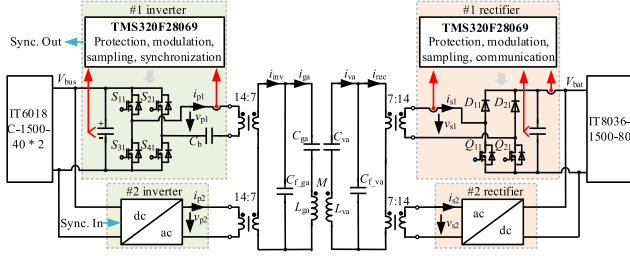 #1 inverter
TMS320F28069
Protection, modulation,
sampling, synchronization
Sync. Out
#1 rectifier
TMS320F28069
Protection, modulation,
sampling, communication
IT6018
C-1500-
40 * 2
V_bus
S_11
S_21
S_31
S_41
+
C_b
i_p1
v_p1
14:7
i_inv
i_ga
C_ga
C_f_ga
L_ga
M
i_va
i_rec
C_va
C_f_va
L_va
7:14
i_s1
v_s1
D_11
D_21
Q_11
Q_21
V_bat
IT8036-
1500-80
#2 inverter
Sync. In
dc
ac
i_p2
v_p2
14:7
7:14
i_s2
v_s2
#2 rectifier
ac
dc